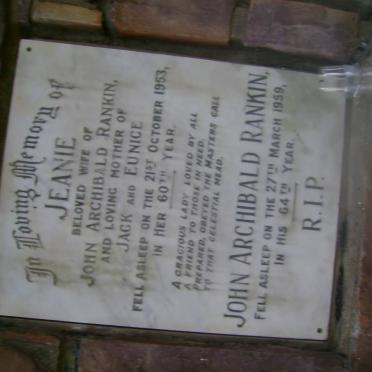 In Loving Memory of
JEANIE
BELOVED WIFE OF
JOHN ARCHIBALD RANKIN,
AND LOVING MOTHER OF
JACK AND EUNICE
FELL ASLEEP ON THE 21ST OCTOBER 1953,
IN HER 60TH YEAR.
A GRACIOUS LADY LOVED BY ALL
A FRIEND TO THOSE IN NEED,
PREPARED, OBEYED THE MASTERS CALL
TO THAT CELESTIAL MEAD.
JOHN ARCHIBALD RANKIN,
FELL ASLEEP ON THE 27TH MARCH 1959,
IN HIS 64TH YEAR.
R.I.P.